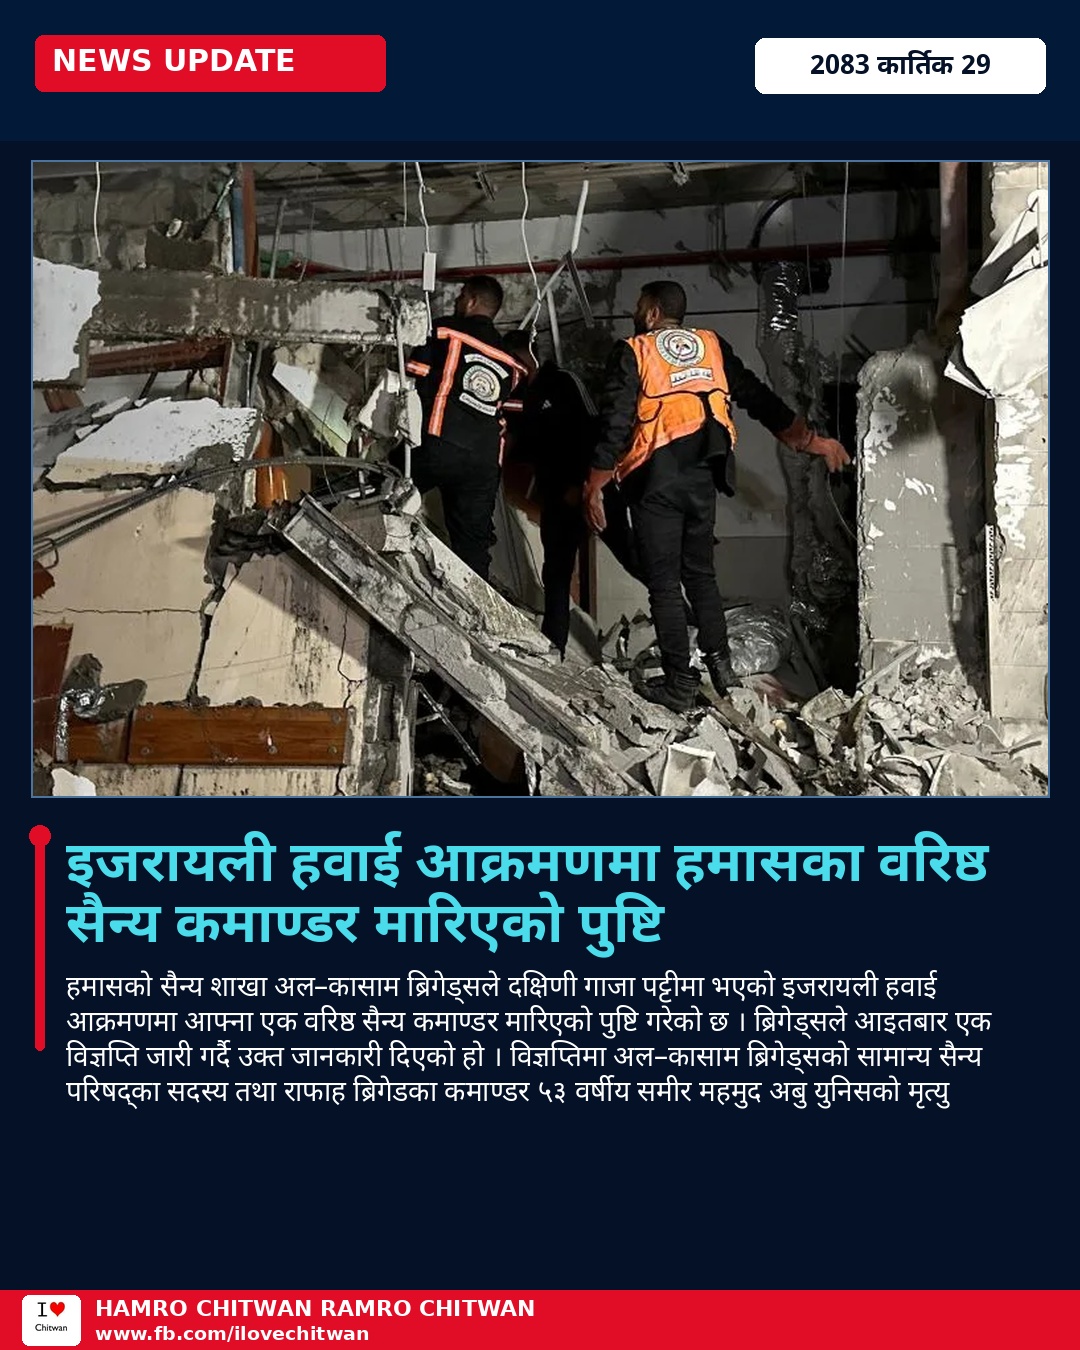 NEWS UPDATE
2083 कार्तिक 29
इजरायली हवाई आक्रमणमा हमासका वरिष्ठ
सैन्य कमाण्डर मारिएको पुष्टि
हमासको सैन्य शाखा अल–कासाम ब्रिगेड्सले दक्षिणी गाजा पट्टीमा भएको इजरायली हवाई
आक्रमणमा आफ्ना एक वरिष्ठ सैन्य कमाण्डर मारिएको पुष्टि गरेको छ । ब्रिगेड्सले आइतबार एक
विज्ञप्ति जारी गर्दै उक्त जानकारी दिएको हो । विज्ञप्तिमा अल–कासाम ब्रिगेड्सको सामान्य सैन्य
परिषद्का सदस्य तथा राफाह ब्रिगेडका कमाण्डर ५३ वर्षीय समीर महमुद अबु युनिसको मृत्यु
I ♥
Chitwan
HAMRO CHITWAN RAMRO CHITWAN
www.fb.com/ilovechitwan